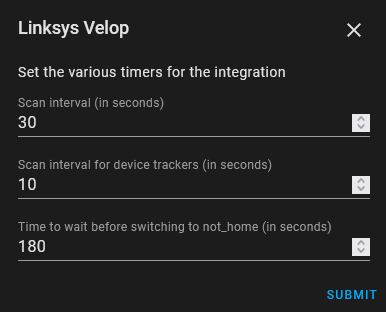 Linksys Velop
Set the various timers for the integration
Scan interval (in seconds)
30
Scan interval for device trackers (in seconds)
10
Time to wait before switching to not_home (in seconds)
180
SUBMIT